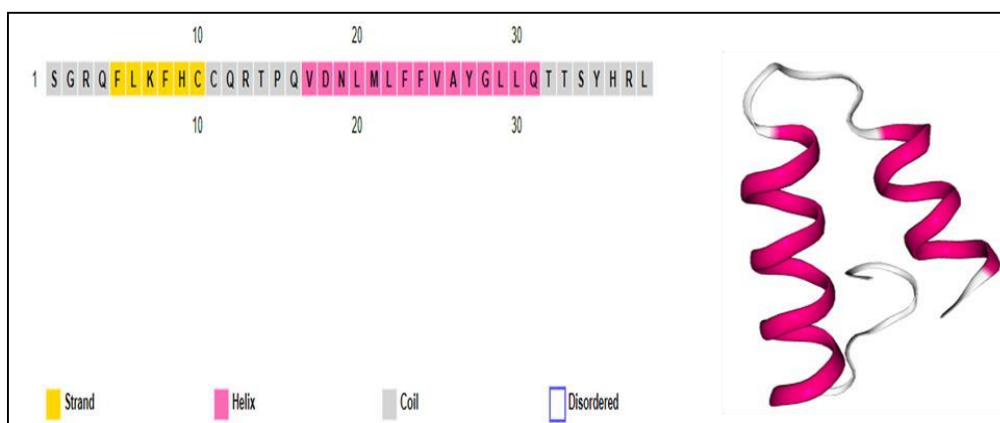 10 20 30
1 S G R Q F L K F H C C Q R T P Q V D N L M L F F V A Y G L L Q T T S Y H R L
10 20 30
Strand Helix Coil Disordered